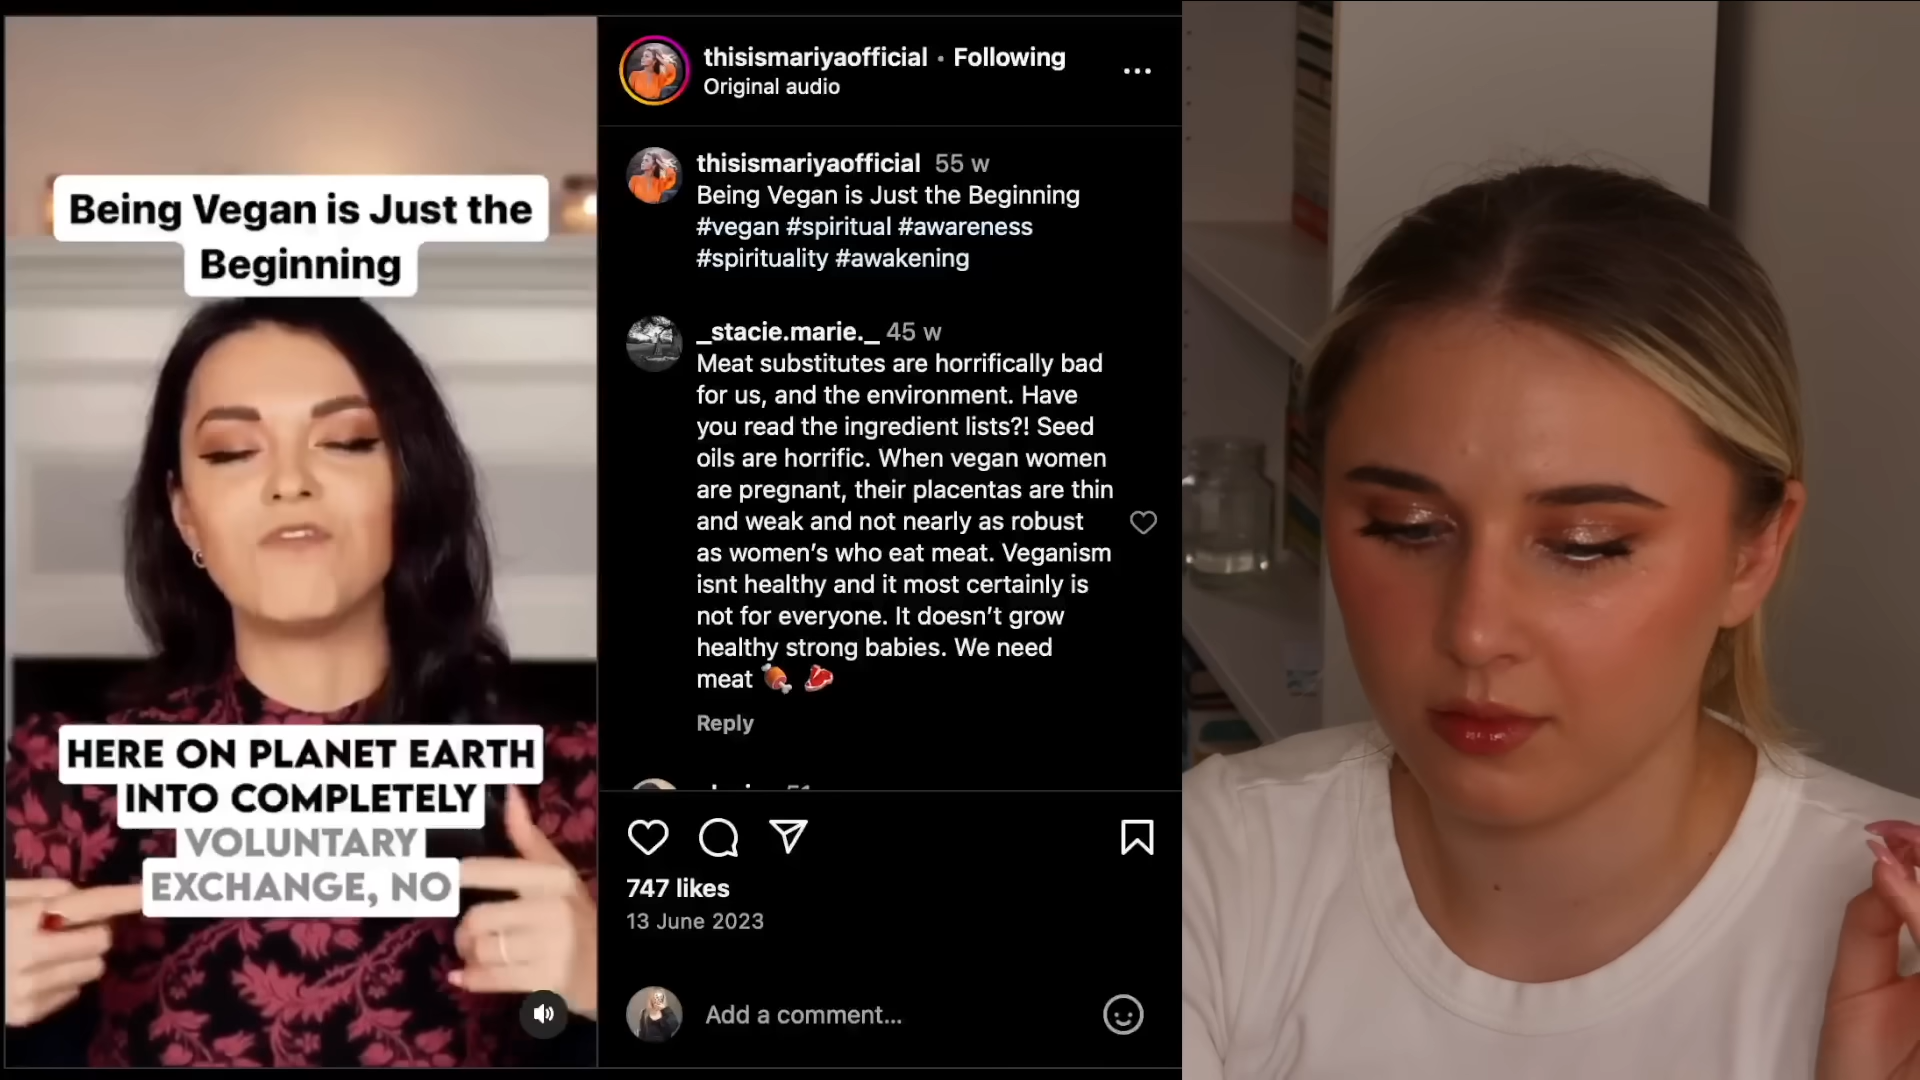 Being Vegan is Just the
Beginning
HERE ON PLANET EARTH
INTO COMPLETELY
VOLUNTARY
EXCHANGE, NO
thisismariyaofficial • Following
Original audio
thisismariyaofficial 55 w
Being Vegan is Just the Beginning
#vegan #spiritual #awareness
#spirituality #awakening
_stacie.marie._ 45 w
Meat substitutes are horrifically bad
for us, and the environment. Have
you read the ingredient lists?! Seed
oils are horrific. When vegan women
are pregnant, their placentas are thin
and weak and not nearly as robust
as women’s who eat meat. Veganism
isnt healthy and it most certainly is
not for everyone. It doesn’t grow
healthy strong babies. We need
meat 🍖 🥩
Reply
747 likes
13 June 2023
Add a comment...